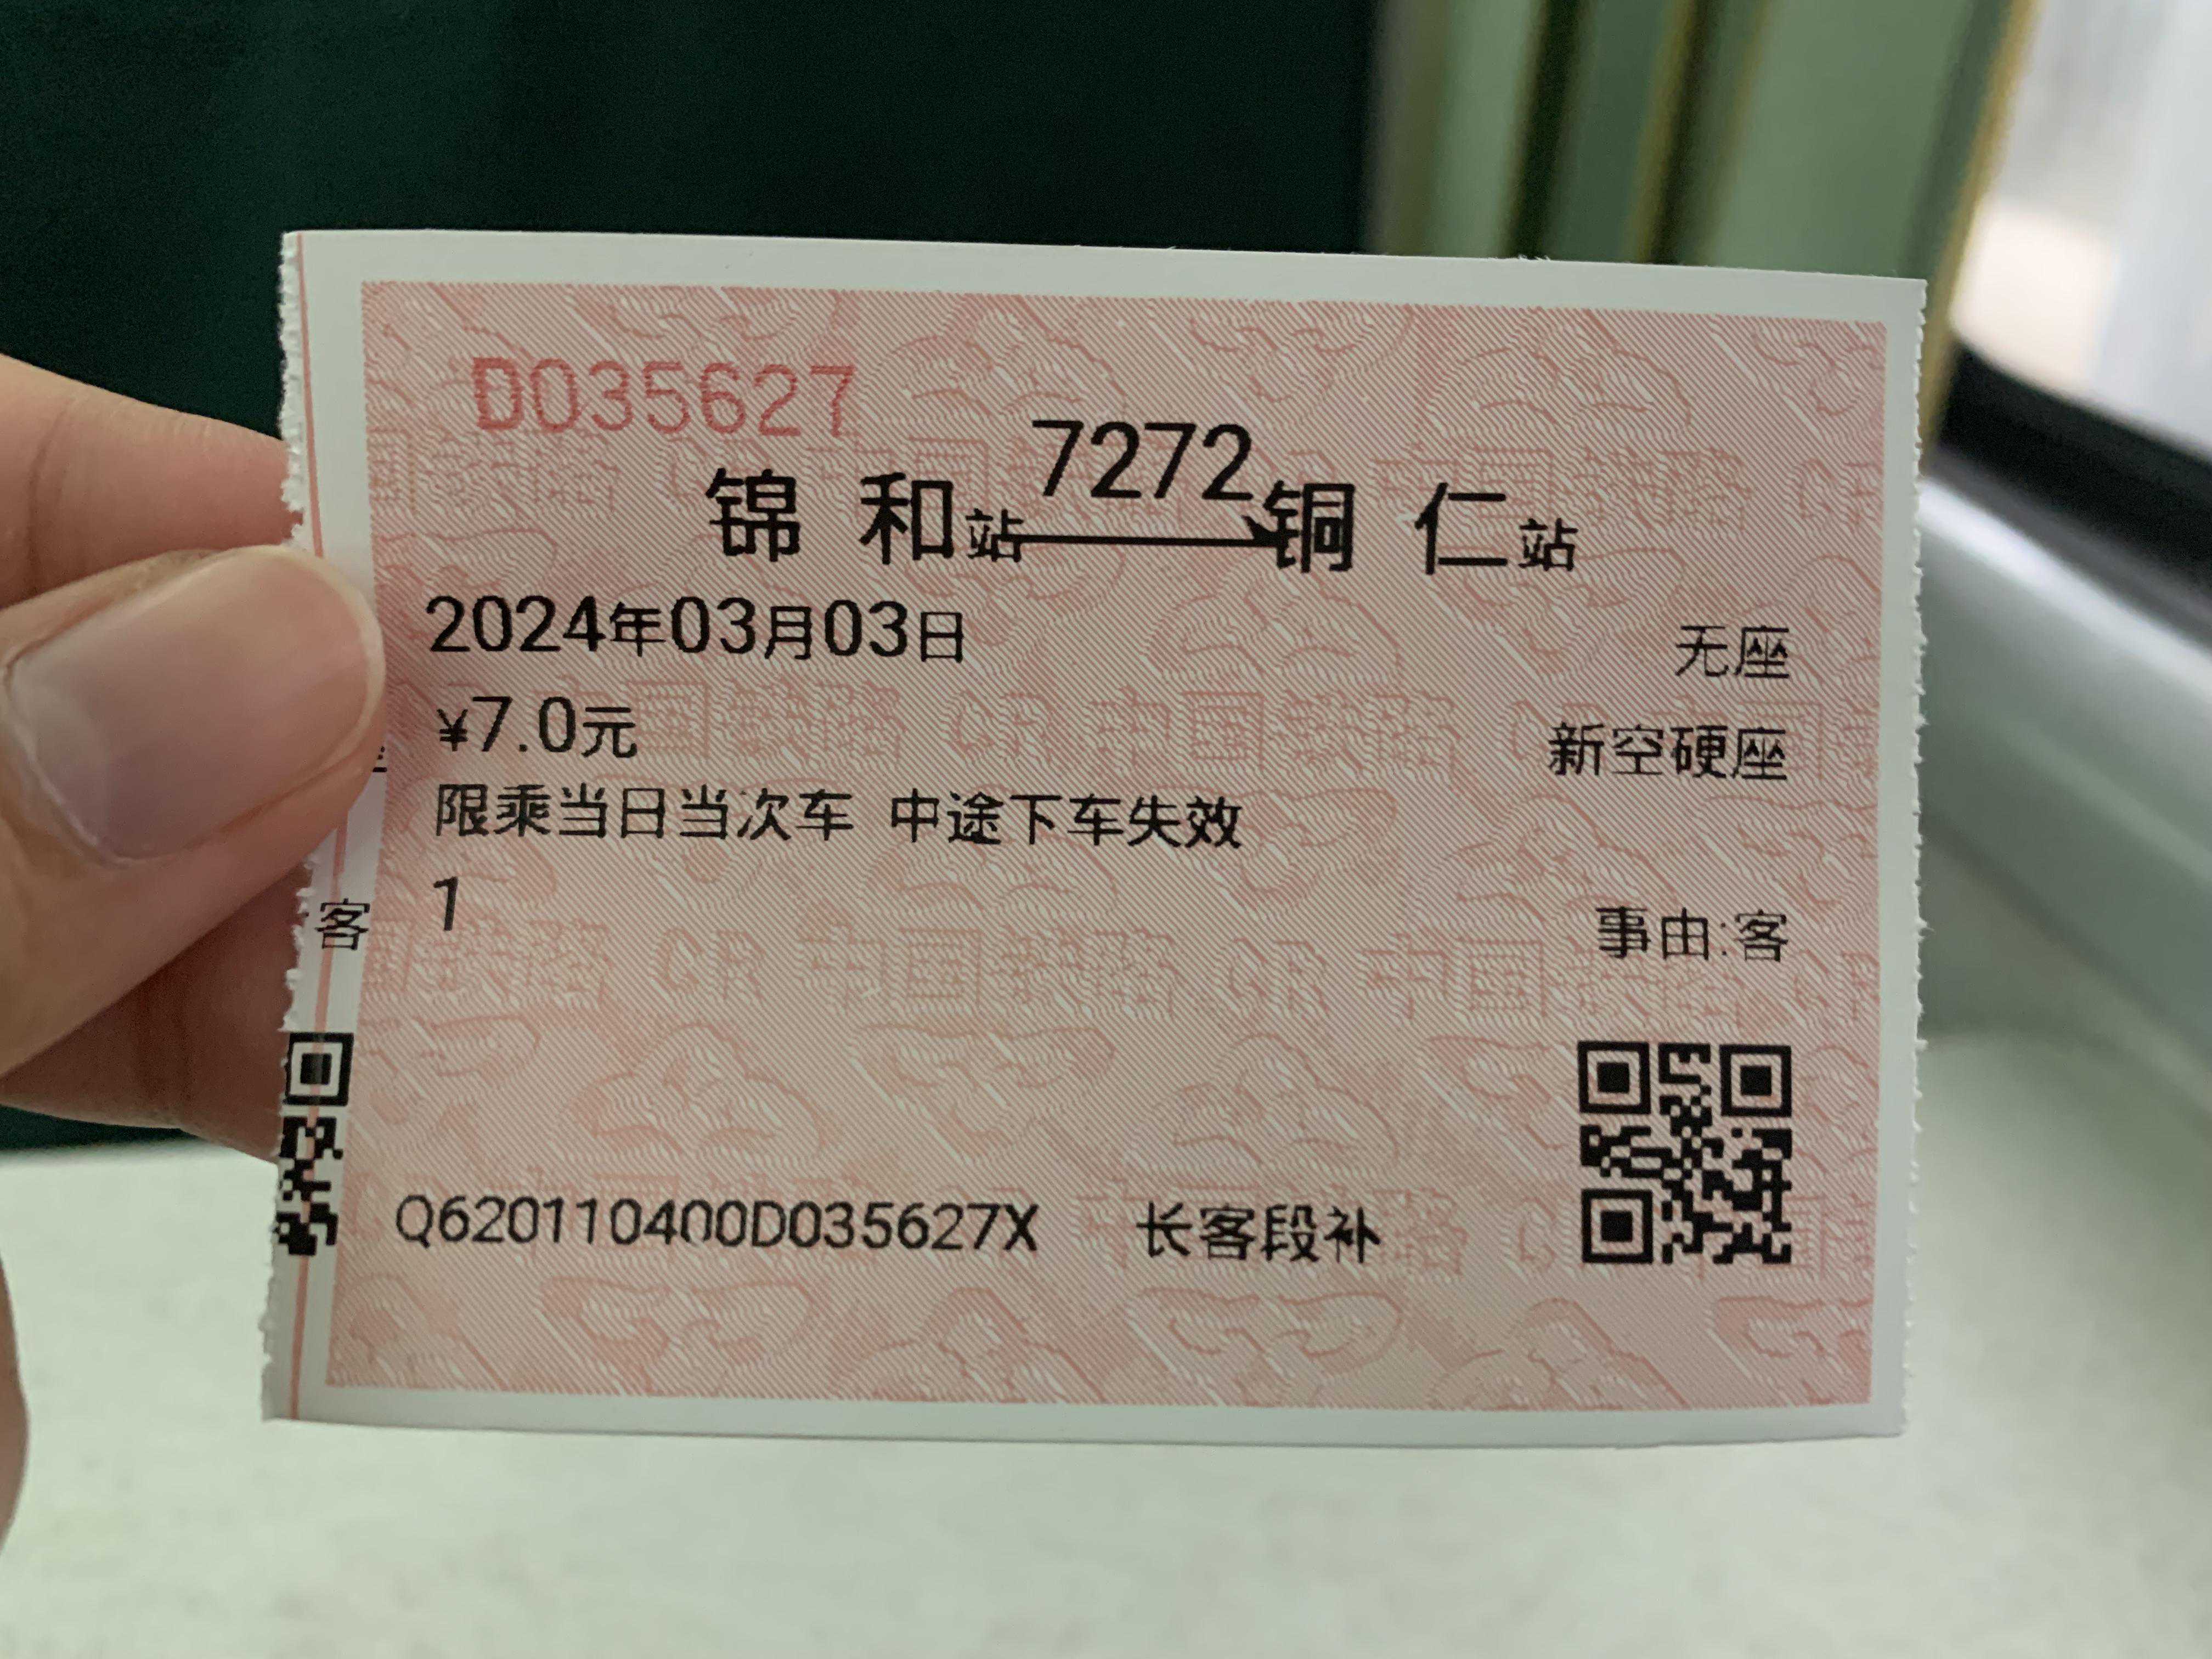 D035627
锦 和站 7272 铜 仁站
2024年03月03日
无座
¥7.0元
新空硬座
限乘当日当次车 中途下车失效
1
事由:客
客
Q620110400D035627X 长客段补